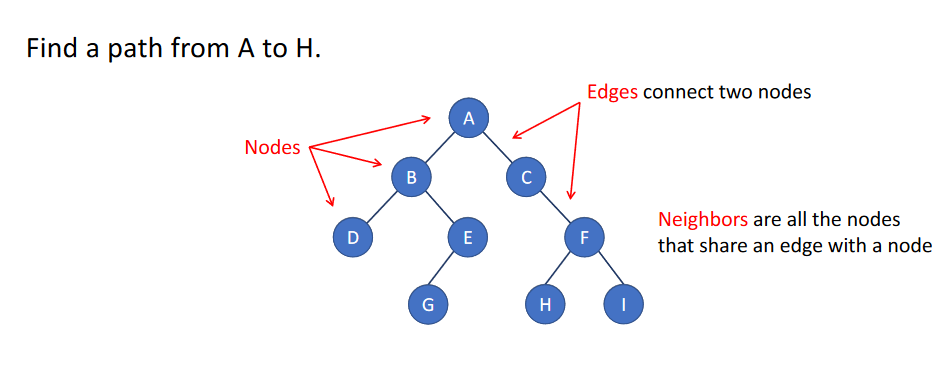 Find a path from A to H.
Edges connect two nodes
A
Nodes
B
C
Neighbors are all the nodes
that share an edge with a node
D
E
F
G
H
I